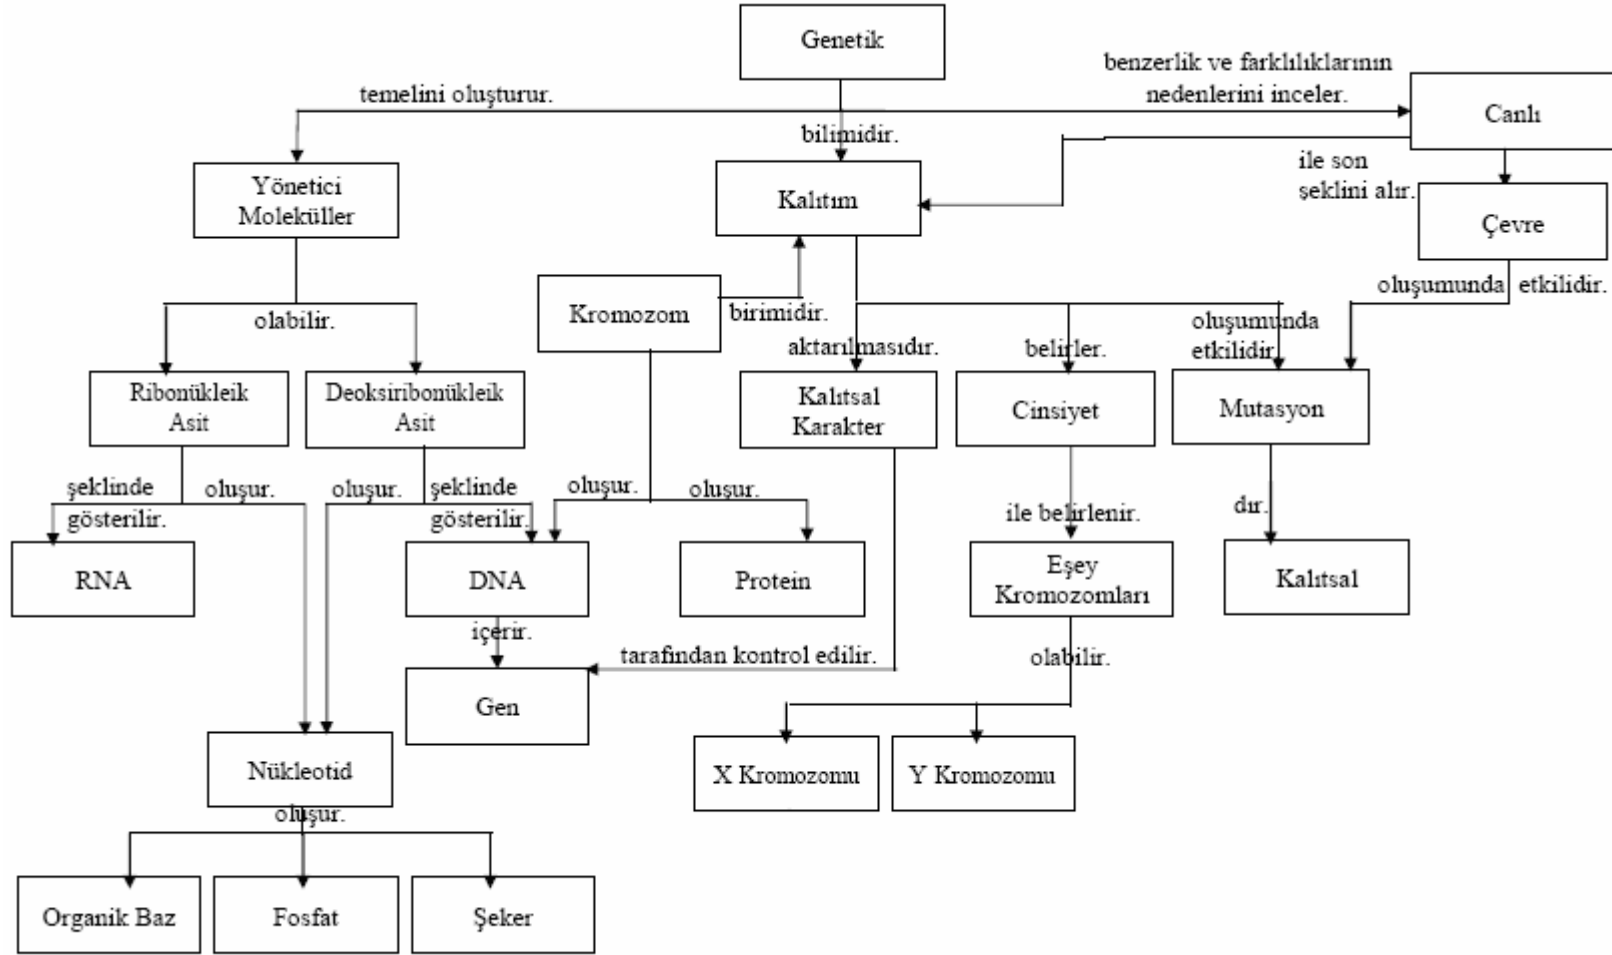 Genetik
benzerlik ve farklılıklarının
nedenlerini inceler.
temelini oluşturur.
Canlı
bilimidir.
ile son
şeklini alır.
Yönetici
Moleküller
Kalıtım
Çevre
oluşumunda etkilidir.
Kromozom
birimidir.
olabilir.
oluşumunda
etkilidir.
aktarılmasıdır.
belirler.
Ribonükleik
Asit
Deoksiribonükleik
Asit
Kalıtsal
Karakter
Cinsiyet
Mutasyon
şeklinde
gösterilir.
oluşur.
oluşur.
şeklinde
gösterilir.
oluşur.
oluşur.
ile belirlenir.
dır.
RNA
DNA
Protein
Eşey
Kromozomları
Kalıtsal
içerir.
tarafından kontrol edilir.
olabilir.
Gen
Nükleotid
X Kromozomu
Y Kromozomu
oluşur.
Organik Baz
Fosfat
Şeker